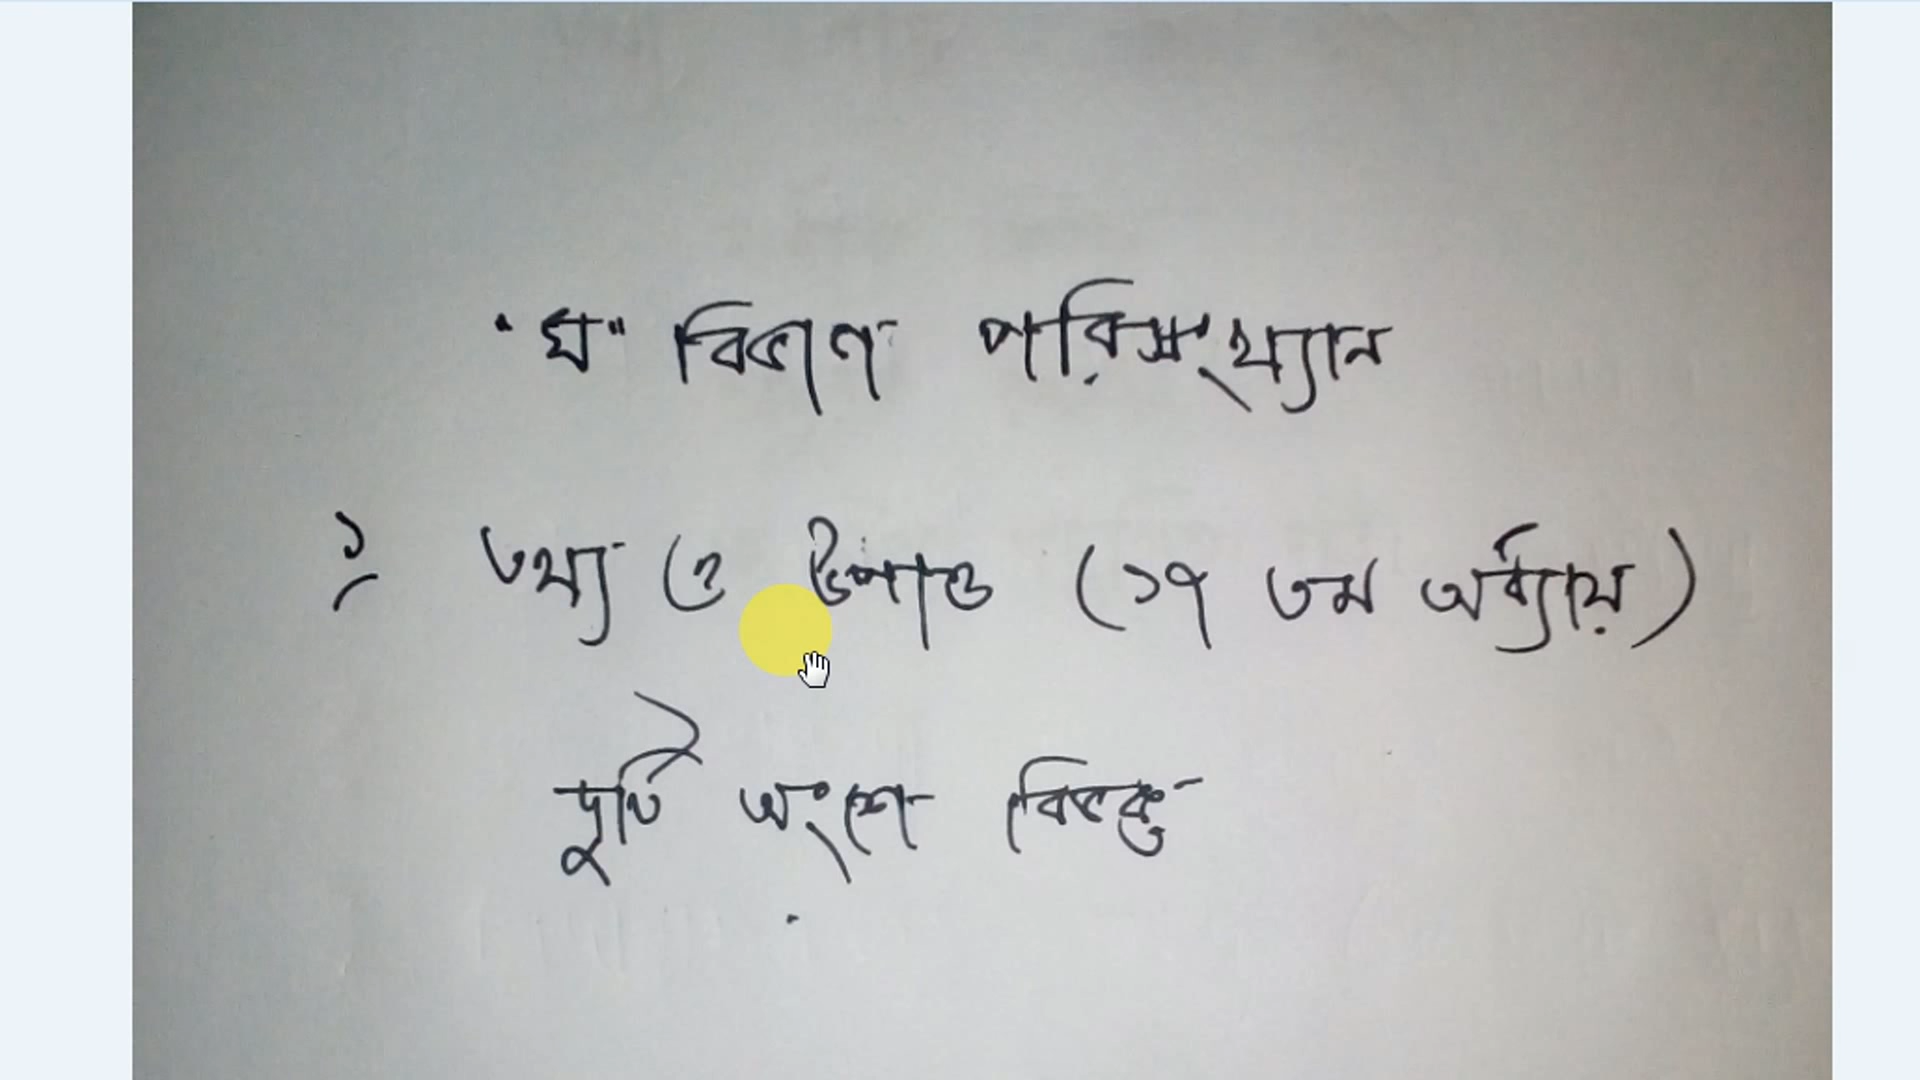 "ঘ" বিভাগ পরিসংখ্যান
১ তথ্য ও উপাত্ত (১৭ তম অধ্যায়)
দুটি অংশে বিভক্ত